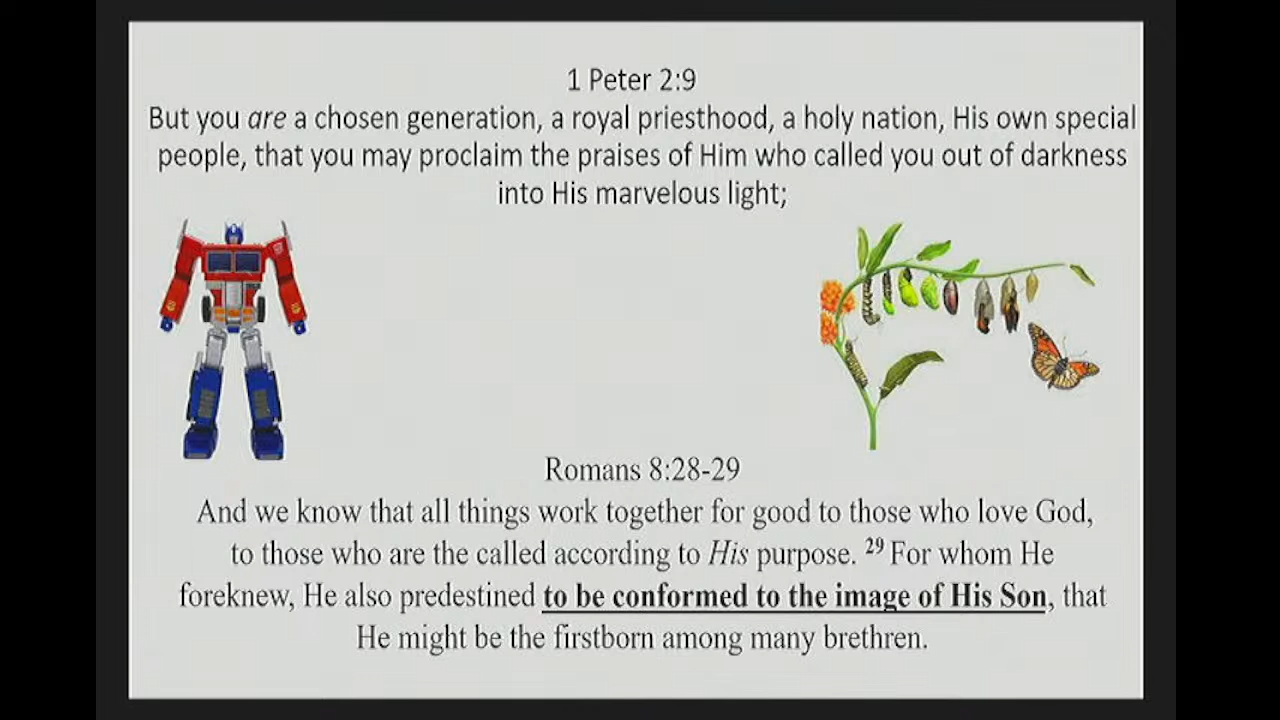 1 Peter 2:9
But you are a chosen generation, a royal priesthood, a holy nation, His own special
people, that you may proclaim the praises of Him who called you out of darkness
into His marvelous light;
Romans 8:28-29
And we know that all things work together for good to those who love God,
to those who are the called according to His purpose. 29 For whom He
foreknew, He also predestined to be conformed to the image of His Son, that
He might be the firstborn among many brethren.